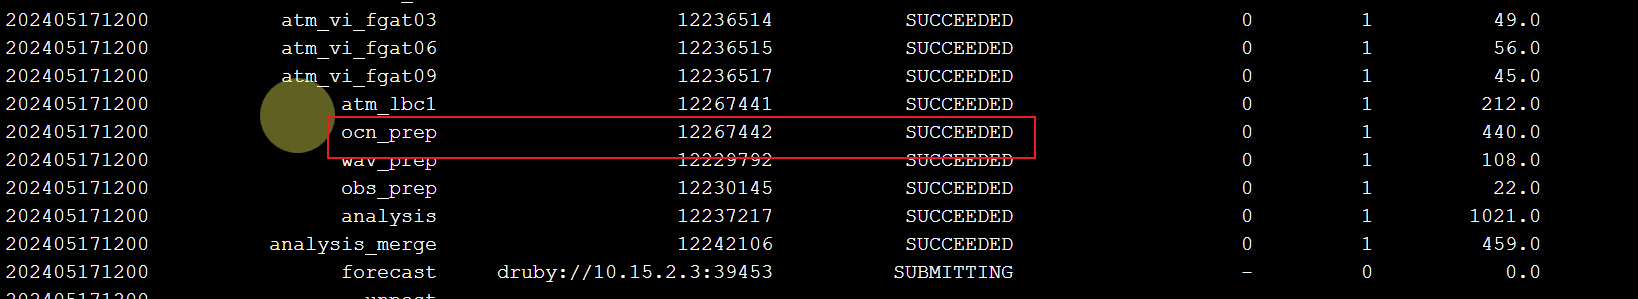 202405171200 atm_vi_fgat03 12236514 SUCCEEDED 0 1 49.0
202405171200 atm_vi_fgat06 12236515 SUCCEEDED 0 1 56.0
202405171200 atm_vi_fgat09 12236517 SUCCEEDED 0 1 45.0
202405171200 atm_lbc1 12267441 SUCCEEDED 0 1 212.0
202405171200 ocn_prep 12267442 SUCCEEDED 0 1 440.0
202405171200 wav_prep 12229792 SUCCEEDED 0 1 108.0
202405171200 obs_prep 12230145 SUCCEEDED 0 1 22.0
202405171200 analysis 12237217 SUCCEEDED 0 1 1021.0
202405171200 analysis_merge 12242106 SUCCEEDED 0 1 459.0
202405171200 forecast druby://10.15.2.3:39453 SUBMITTING - 0 0.0
202405171200